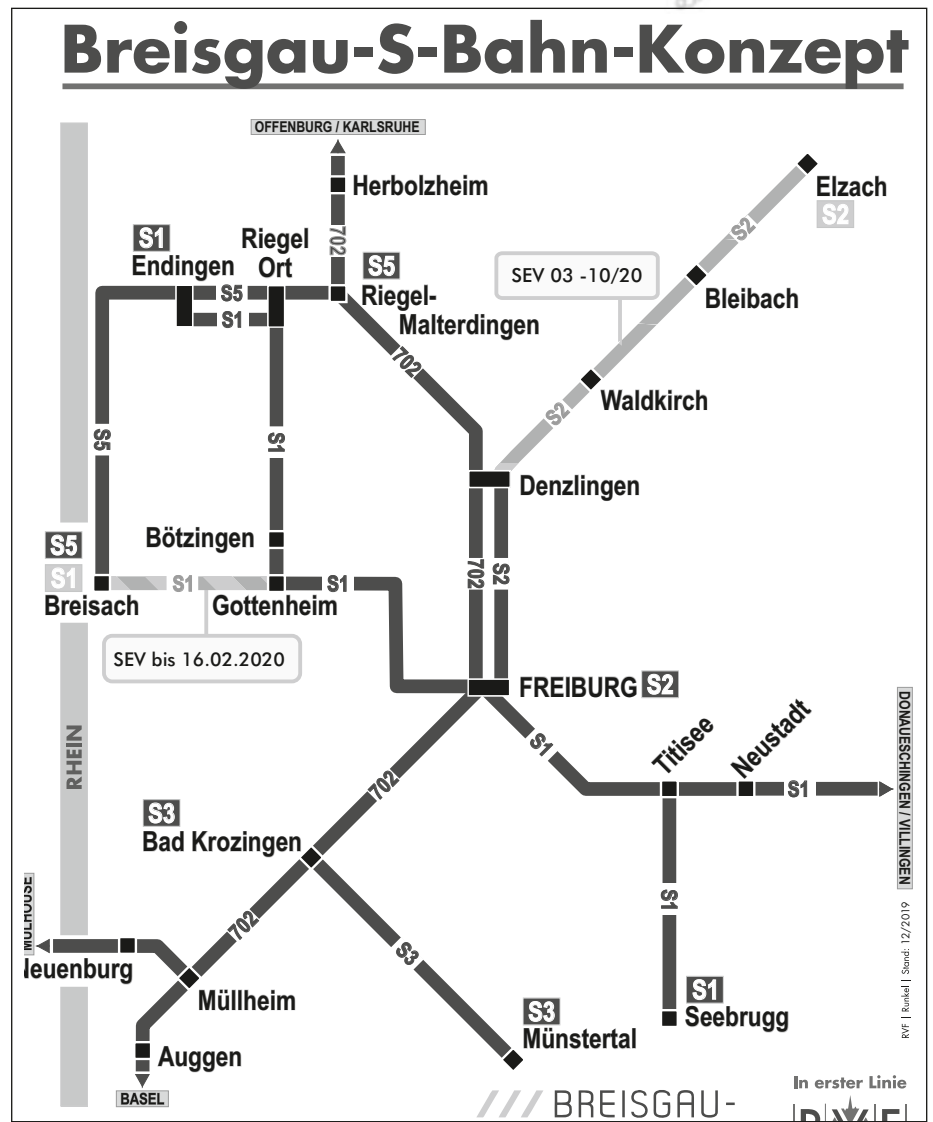 Breisgau-S-Bahn-Konzept
OFFENBURG / KARLSRUHE
Herbolzheim
702
Elzach
S2
S2
S1
Endingen
Riegel
Ort
S5
Riegel-
Malterdingen
SEV 03 -10/20
Bleibach
S5
S1
702
Waldkirch
S2
S5
S1
Denzlingen
Bötzingen
S5
S1
Breisach
S1
Gottenheim
S1
702
S2
SEV bis 16.02.2020
FREIBURG S2
RHEIN
S1
Titisee
Neustadt
S1
DONAUESCHINGEN / VILLINGEN
702
S3
Bad Krozingen
702
S3
S1
MULHOUSE
Neuenburg
Müllheim
S3
Münstertal
S1
Seebrugg
Auggen
BASEL
RVF | Runkel | Stand: 12/2019
In erster Linie
BREISGAU-
RVF